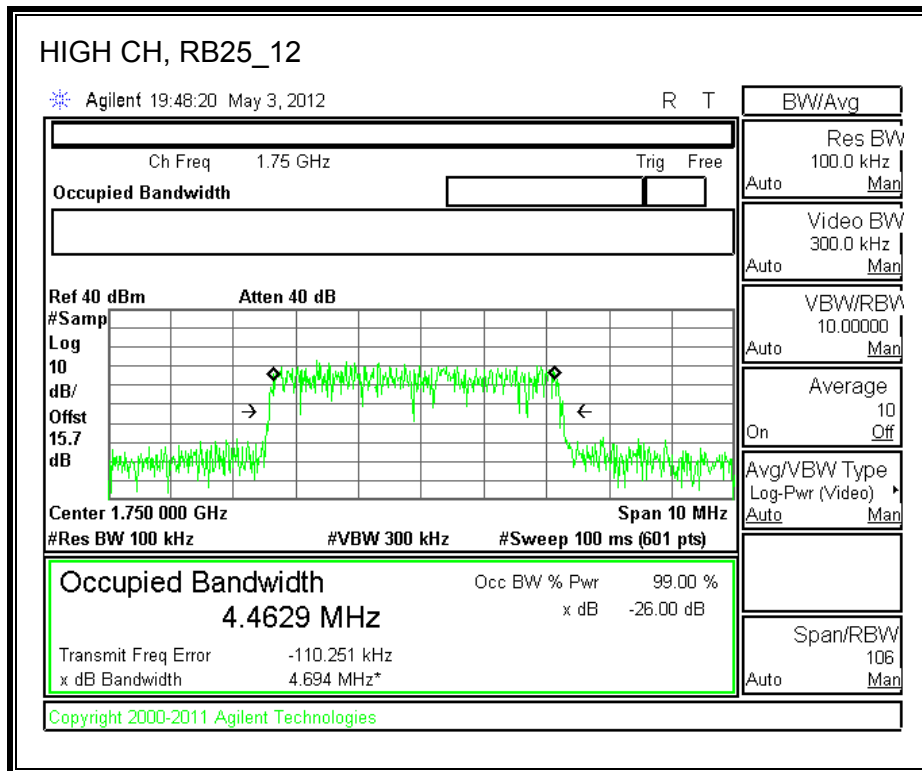 HIGH CH, RB25_12
Agilent 19:48:20 May 3, 2012 R T
BW/Avg
Ch Freq 1.75 GHz Trig Free
Occupied Bandwidth
Res BW
100.0 kHz
Auto Man
Video BW
300.0 kHz
Auto Man
VBW/RBW
10.00000
Auto Man
Average
10
On Off
Avg/VBW Type
Log-Pwr (Video)
Auto Man
Span/RBW
106
Auto Man
Ref 40 dBm Atten 40 dB
#Samp
Log
10
dB/
Offst
15.7
dB
Center 1.750 000 GHz Span 10 MHz
#Res BW 100 kHz #VBW 300 kHz #Sweep 100 ms (601 pts)
Occupied Bandwidth
4.4629 MHz
Occ BW % Pwr 99.00 %
x dB -26.00 dB
Transmit Freq Error -110.251 kHz
x dB Bandwidth 4.694 MHz*
Copyright 2000-2011 Agilent Technologies